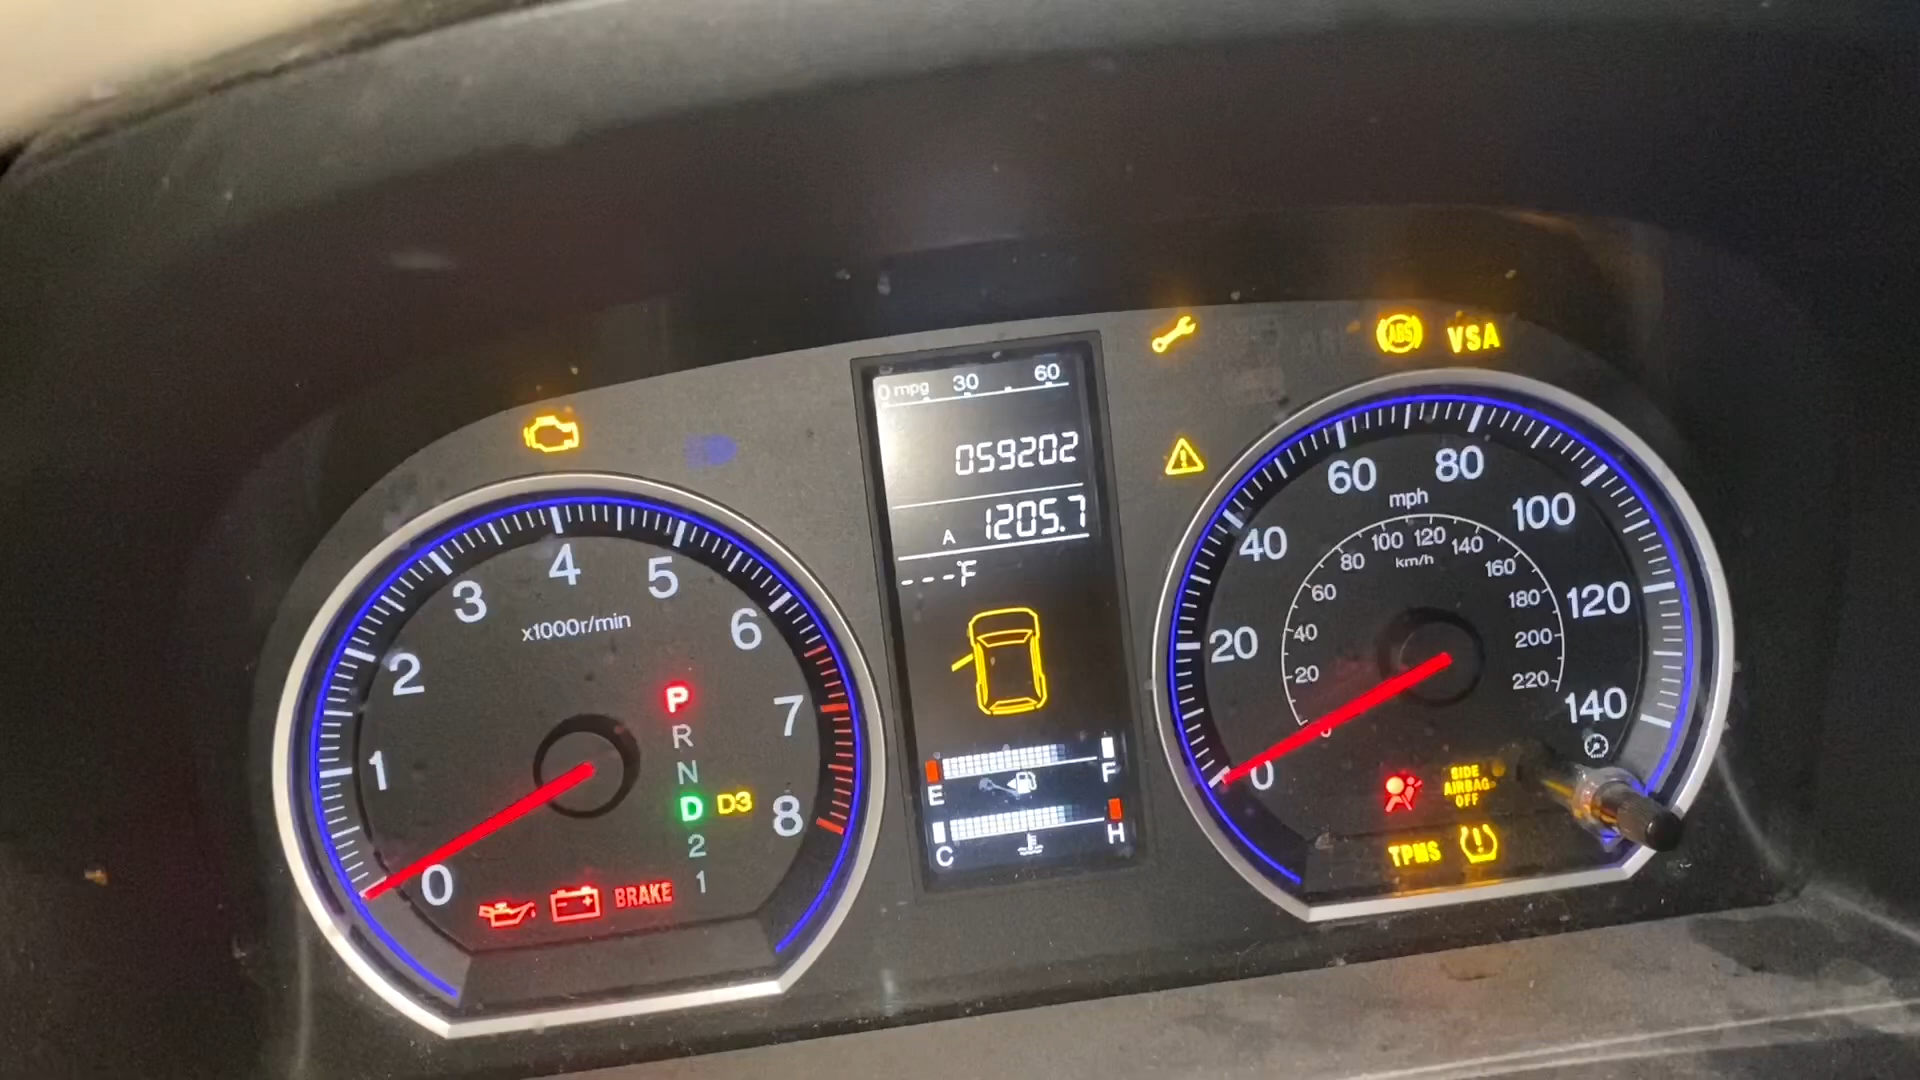 ABS VSA
0 mpg 30 60
059202
A 1205.7
---°F
E F
C H
0 1 2 3 4 5 6 7 8
x1000r/min
P
R
N
D D3
2
1
BRAKE
0 20 40 60 80 100 120 140
mph
20 40 60 80 100 120 140 160 180 200 220
km/h
SIDE
AIRBAG
OFF
TPMS